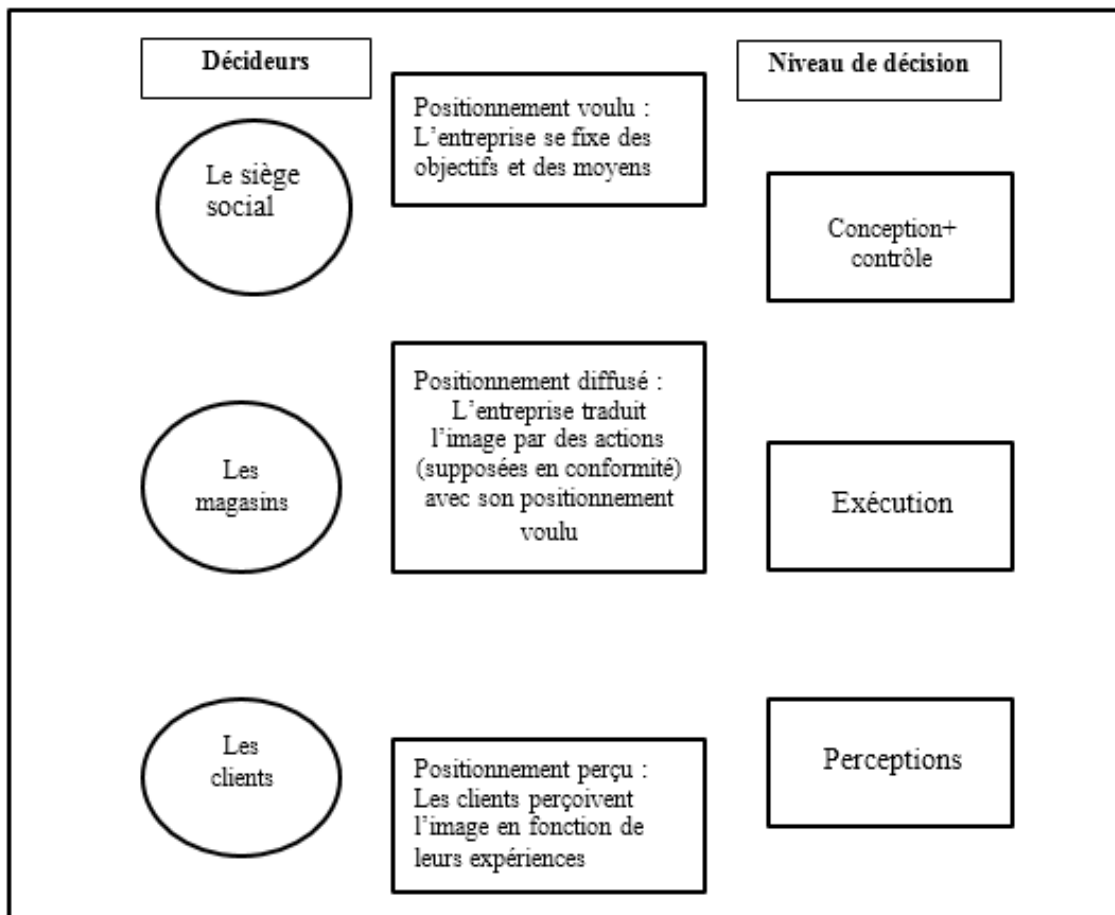 Décideurs
Niveau de décision
Positionnement voulu :
L’entreprise se fixe des
objectifs et des moyens
Le siège
social
Conception+
contrôle
Positionnement diffusé :
L’entreprise traduit
l’image par des actions
(supposées en conformité)
avec son positionnement
voulu
Les
magasins
Exécution
Les
clients
Positionnement perçu :
Les clients perçoivent
l’image en fonction de
leurs expériences
Perceptions